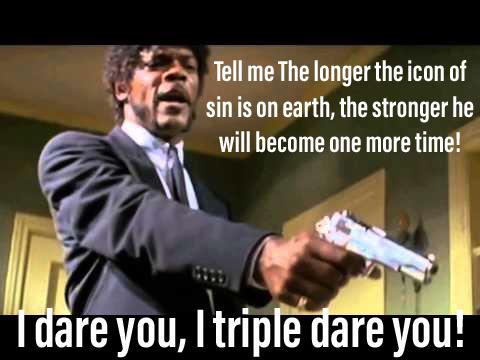 Tell me The longer the icon of
sin is on earth, the stronger he
will become one more time!
I dare you, I triple dare you!